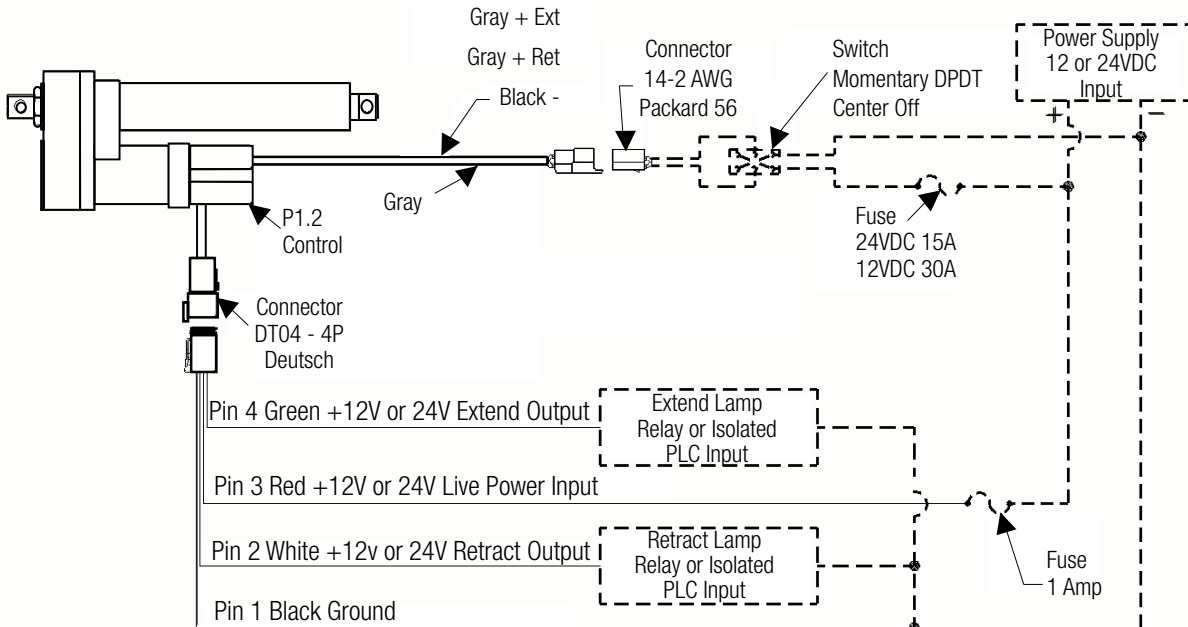 Gray + Ext
Gray + Ret
Black -
Gray
Connector
14-2 AWG
Packard 56
Switch
Momentary DPDT
Center Off
Power Supply
12 or 24VDC
Input
+
–
Fuse
24VDC 15A
12VDC 30A
P1.2
Control
Connector
DT04 - 4P
Deutsch
Pin 4 Green +12V or 24V Extend Output
Extend Lamp
Relay or Isolated
PLC Input
Pin 3 Red +12V or 24V Live Power Input
Pin 2 White +12v or 24V Retract Output
Retract Lamp
Relay or Isolated
PLC Input
Fuse
1 Amp
Pin 1 Black Ground